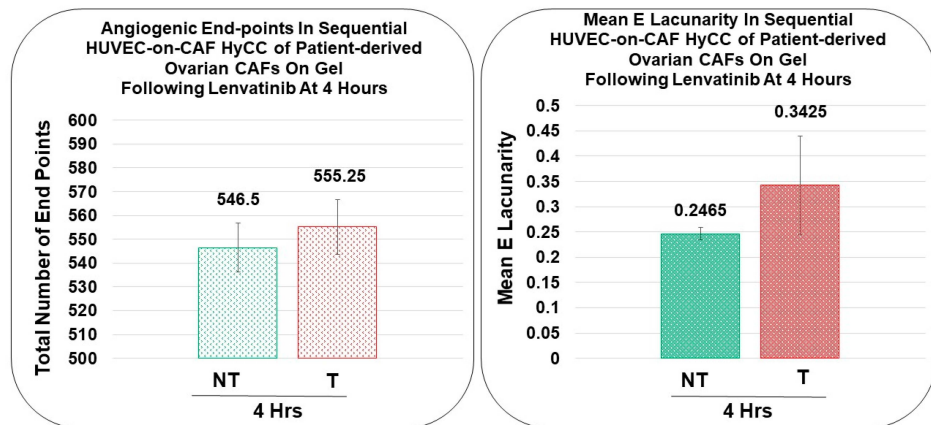 Angiogenic End-points In Sequential
HUVEC-on-CAF HyCC of Patient-derived
Ovarian CAFs On Gel
Following Lenvatinib At 4 Hours
Total Number of End Points
600
590
580
570
560
550
540
530
520
510
500
546.5
555.25
NT
T
4 Hrs
Mean E Lacunarity In Sequential
HUVEC-on-CAF HyCC of Patient-derived
Ovarian CAFs On Gel
Following Lenvatinib At 4 Hours
Mean E Lacunarity
0.5
0.45
0.4
0.35
0.3
0.25
0.2
0.15
0.1
0.05
0
0.2465
0.3425
NT
T
4 Hrs